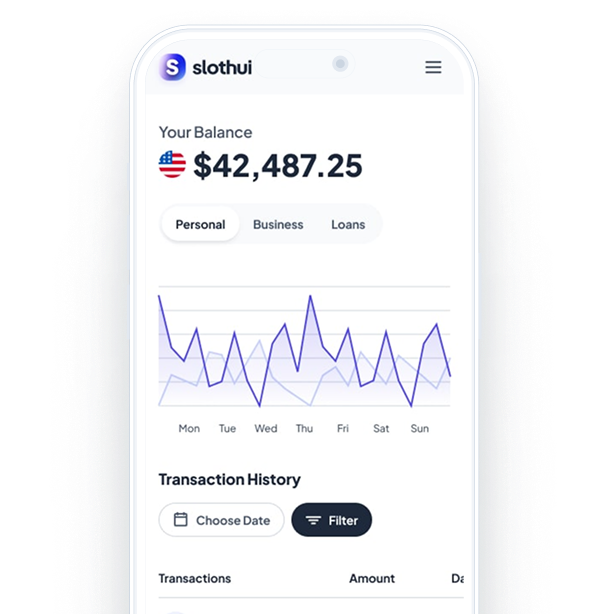 S slothui
Your Balance
$42,487.25
Personal Business Loans
Mon Tue Wed Thu Fri Sat Sun
Transaction History
Choose Date Filter
Transactions Amount Da